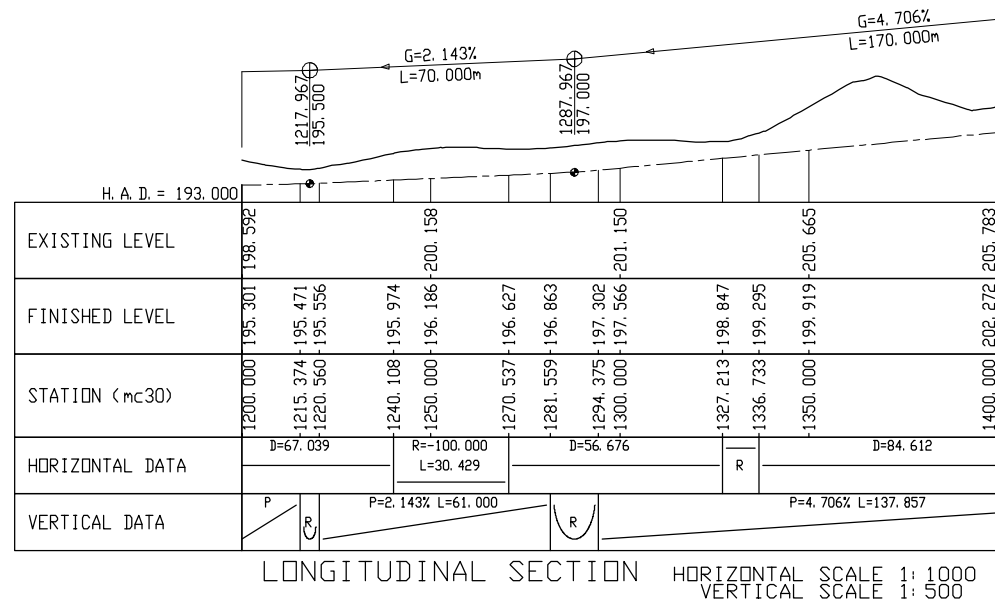 G=4.706%
L=170.000m
G=2.143%
L=70.000m
1217.967
195.500
1287.967
197.000
H.A.D.= 193.000
EXISTING LEVEL
198.592
200.158
201.150
205.665
205.783
FINISHED LEVEL
195.301
195.471
195.556
195.974
196.186
196.627
196.863
197.302
197.566
198.847
199.295
199.919
202.272
STATION (mc30)
1200.000
1215.374
1220.560
1240.108
1250.000
1270.537
1281.559
1294.375
1300.000
1327.213
1336.733
1350.000
1400.000
HORIZONTAL DATA
D=67.039
R=-100.000
L=30.429
D=56.676
R
D=84.612
VERTICAL DATA
P
R
P=2.143% L=61.000
R
P=4.706% L=137.857
LONGITUDINAL SECTION
HORIZONTAL SCALE 1:1000
VERTICAL SCALE 1:500